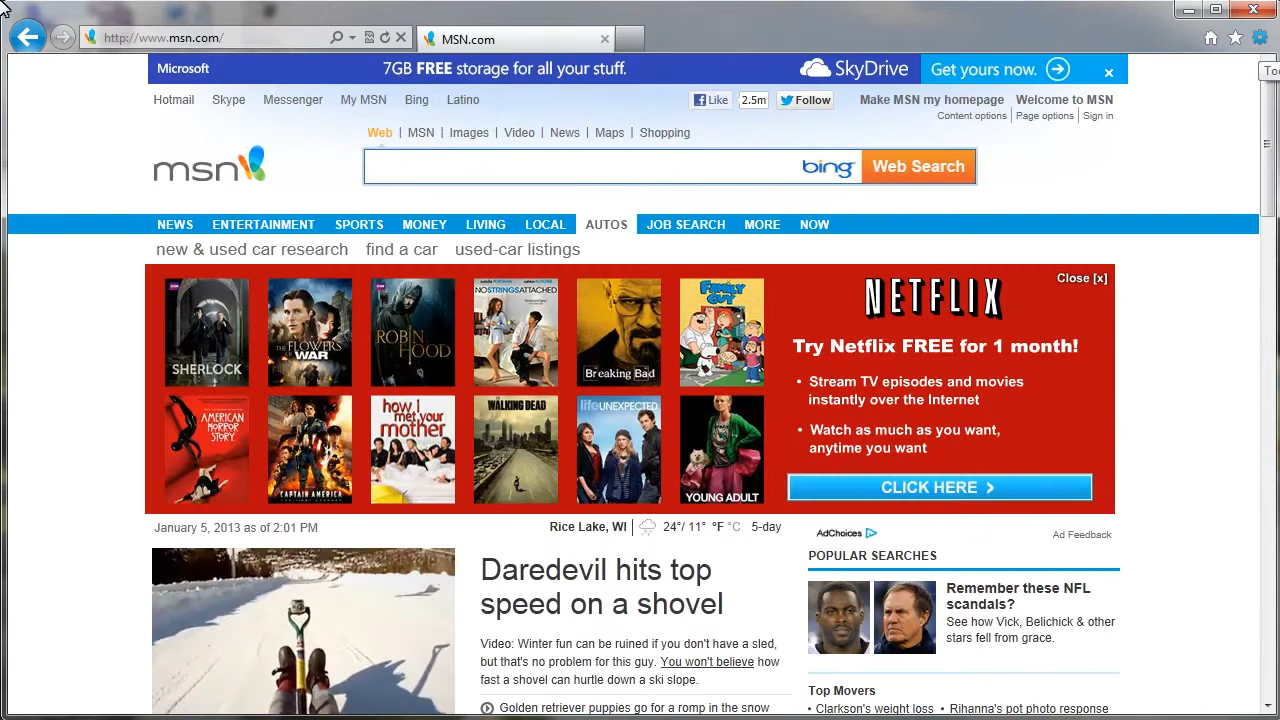 http://www.msn.com/
MSN.com
Too
Microsoft
7GB FREE storage for all your stuff.
SkyDrive
Get yours now.
Hotmail Skype Messenger My MSN Bing Latino
Like 2.5m Follow
Make MSN my homepage Welcome to MSN
Content options Page options Sign in
Web | MSN | Images | Video | News | Maps | Shopping
msn
bing
Web Search
NEWS ENTERTAINMENT SPORTS MONEY LIVING LOCAL AUTOS JOB SEARCH MORE NOW
new & used car research find a car used-car listings
Close [x]
SHERLOCK
THE FLOWERS OF WAR
ROBIN HOOD
NO STRINGS ATTACHED
Breaking Bad
FAMILY GUY
AMERICAN HORROR STORY.
CAPTAIN AMERICA
how i met your mother
THE WALKING DEAD
life UNEXPECTED
YOUNG ADULT
NETFLIX
Try Netflix FREE for 1 month!
• Stream TV episodes and movies
instantly over the Internet
• Watch as much as you want,
anytime you want
CLICK HERE
January 5, 2013 as of 2:01 PM
Rice Lake, WI 24°/ 11° °F °C 5-day
AdChoices
Ad Feedback
Daredevil hits top
speed on a shovel
Video: Winter fun can be ruined if you don't have a sled,
but that's no problem for this guy. You won't believe how
fast a shovel can hurtle down a ski slope.
Golden retriever puppies go for a romp in the snow
POPULAR SEARCHES
Remember these NFL
scandals?
See how Vick, Belichick & other
stars fell from grace.
Top Movers
• Clarkson's weight loss • Rihanna's pot photo response